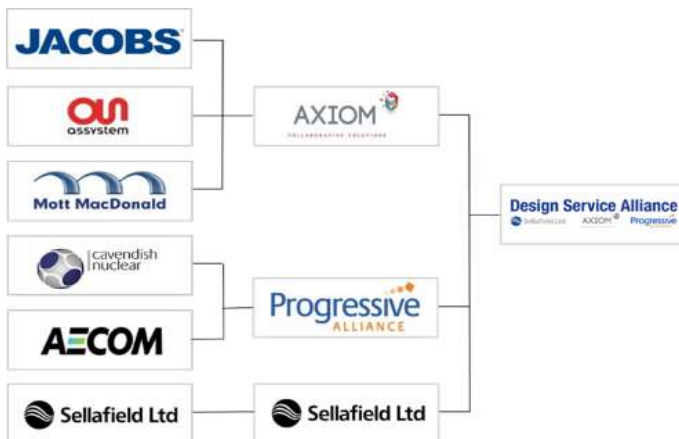 JACOBS
assystem
Mott MacDonald
cavendish
nuclear
AECOM
Sellafield Ltd
AXIOM
COLLABORATIVE SOLUTIONS
Progressive
ALLIANCE
Sellafield Ltd
Design Service Alliance
Sellafield Ltd AXIOM Progressive